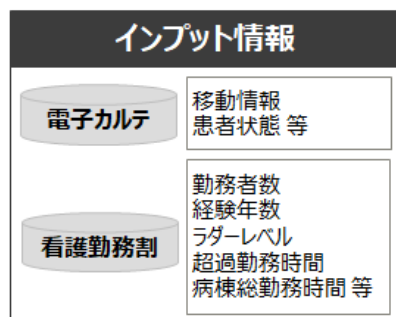 インプット情報
電子カルテ
移動情報
患者状態 等
看護勤務割
勤務者数
経験年数
ラダーレベル
超過勤務時間
病棟総勤務時間 等